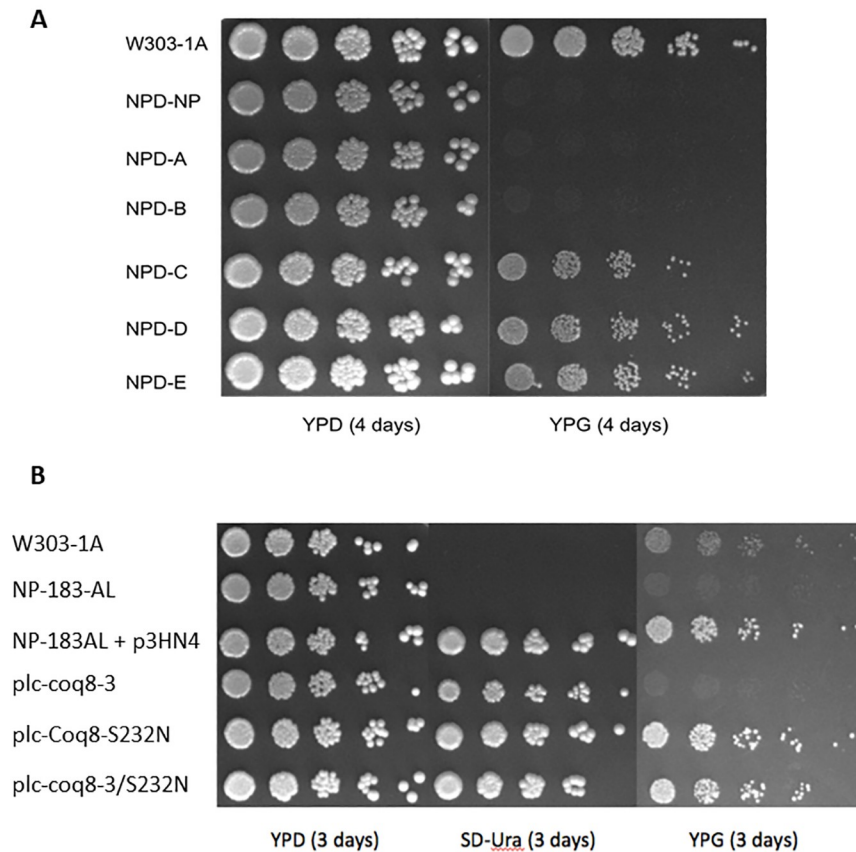 A
W303-1A
NPD-NP
NPD-A
NPD-B
NPD-C
NPD-D
NPD-E
YPD (4 days) YPG (4 days)
B
W303-1A
NP-183-AL
NP-183AL + p3HN4
plc-coq8-3
plc-Coq8-S232N
plc-coq8-3/S232N
YPD (3 days) SD-Ura (3 days) YPG (3 days)